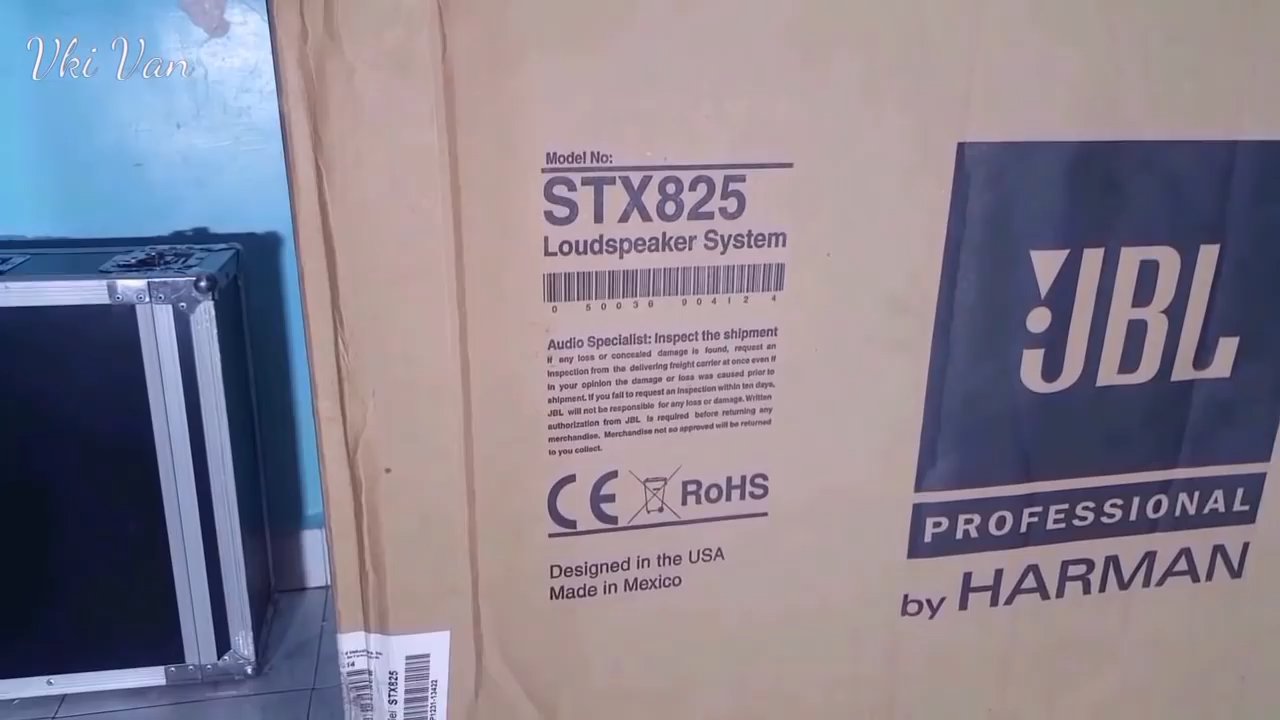 Vki Van
Model No:
STX825
Loudspeaker System
0 50036 90412 4
Audio Specialist: Inspect the shipment
If any loss or concealed damage is found, request an
inspection from the delivering freight carrier at once even if
in your opinion the damage or loss was caused prior to
shipment. If you fail to request an inspection within ten days,
JBL will not be responsible for any loss or damage. Written
authorization from JBL is required before returning any
merchandise. Merchandise not so approved will be returned
to you collect.
CE RoHS
Designed in the USA
Made in Mexico
JBL
PROFESSIONAL
by HARMAN
STX825